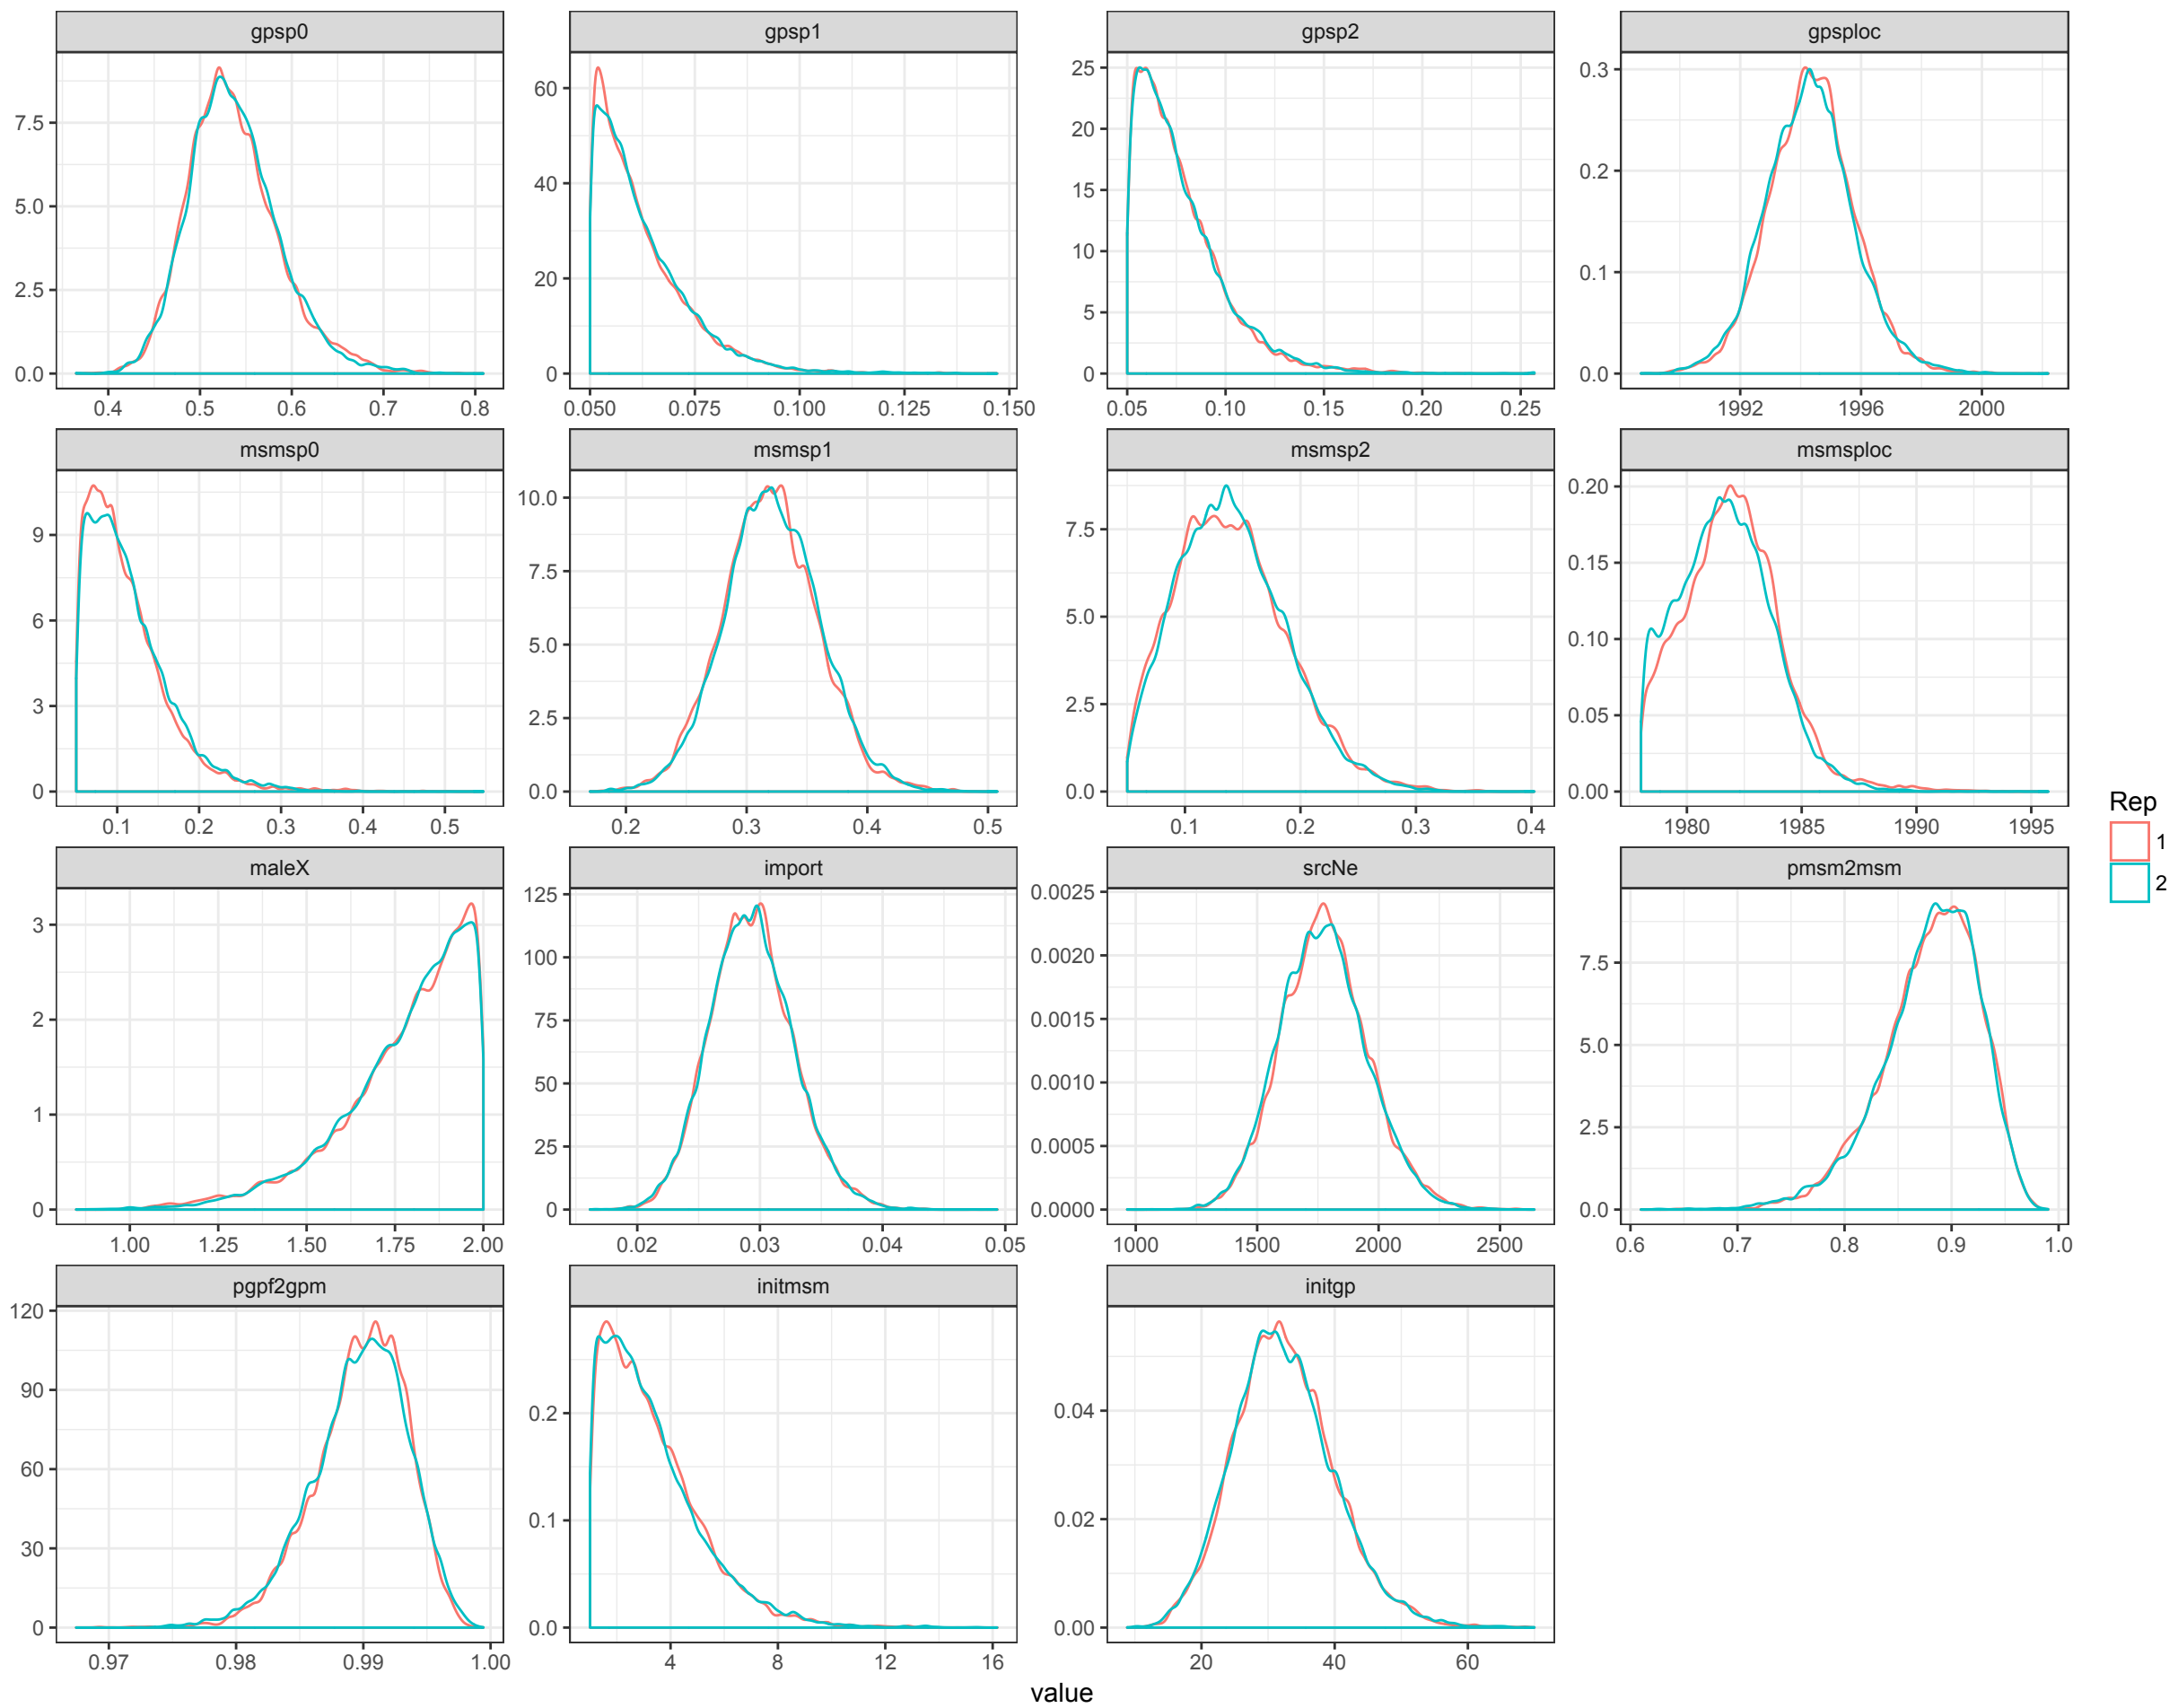 gpsp0 gpsp1 gpsp2 gpsploc
7.5 5.0 2.5 0.0
60 40 20 0
25 20 15 10 5 0
0.3 0.2 0.1 0.0
0.4 0.5 0.6 0.7 0.8
0.050 0.075 0.100 0.125 0.150
0.05 0.10 0.15 0.20 0.25
1992 1996 2000
msmsp0 msmsp1 msmsp2 msmsploc
9 6 3 0
10.0 7.5 5.0 2.5 0.0
7.5 5.0 2.5 0.0
0.20 0.15 0.10 0.05 0.00
0.1 0.2 0.3 0.4 0.5
0.2 0.3 0.4 0.5
0.1 0.2 0.3 0.4
1980 1985 1990 1995
Rep
1
2
maleX import srcNe pmsm2msm
3 2 1 0
125 100 75 50 25 0
0.0025 0.0020 0.0015 0.0010 0.0005 0.0000
7.5 5.0 2.5 0.0
1.00 1.25 1.50 1.75 2.00
0.02 0.03 0.04 0.05
1000 1500 2000 2500
0.6 0.7 0.8 0.9 1.0
pgpf2gpm initmsm initgp
120 90 60 30 0
0.2 0.1 0.0
0.04 0.02 0.00
0.97 0.98 0.99 1.00
4 8 12 16
20 40 60
value